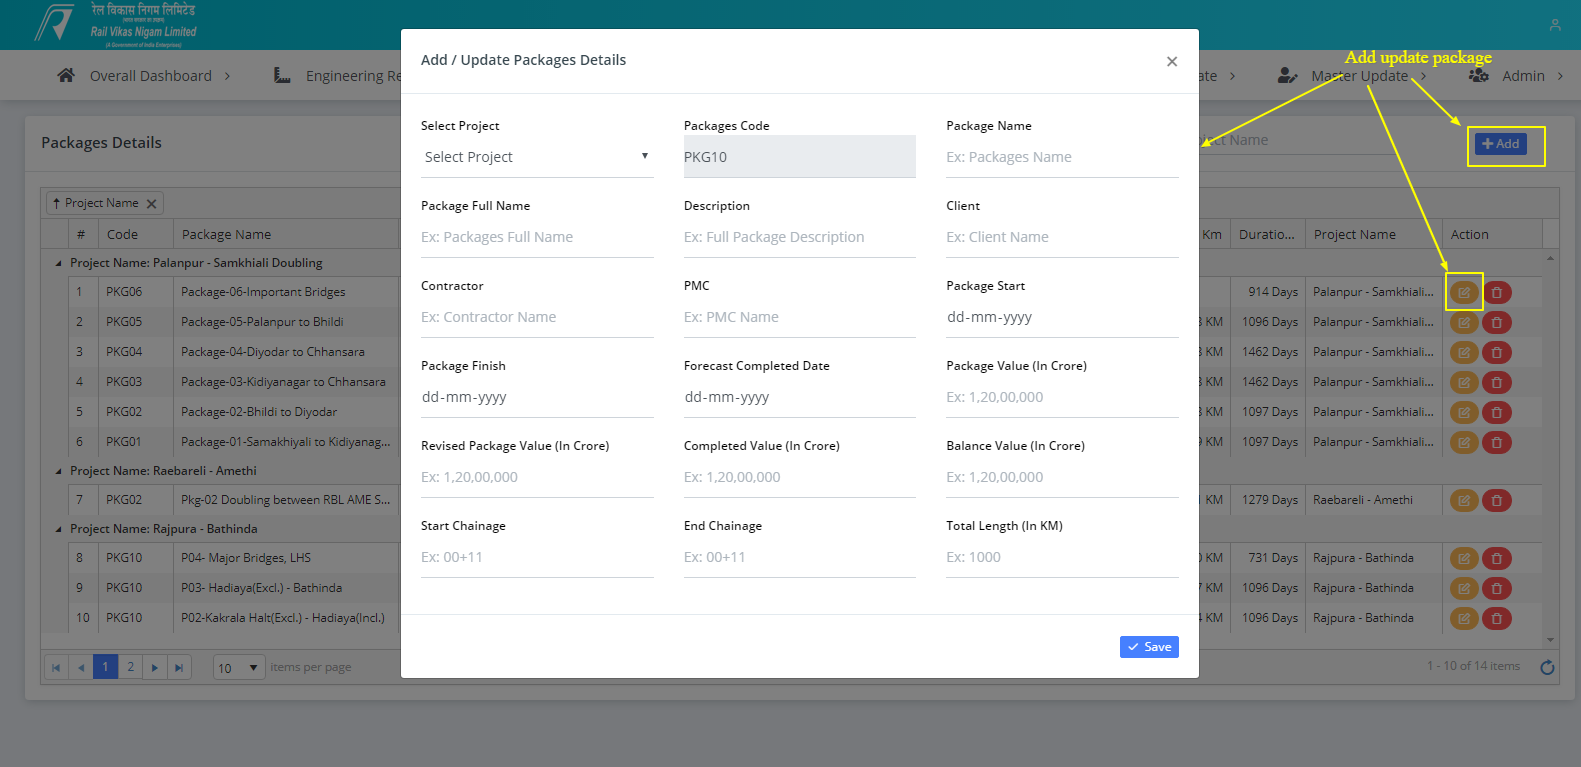 रेल विकास निगम लिमिटेड
(भारत सरकार का उद्यम)
Rail Vikas Nigam Limited
(A Government of India Enterprises)
Add update package
Overall Dashboard
Engineering Re
ate
Master Update
Admin
Packages Details
ect Name
Add
Project Name
# Code Package Name Km Duratio... Project Name Action
Project Name: Palanpur - Samkhiali Doubling
1 PKG06 Package-06-Important Bridges 914 Days Palanpur - Samkhiali...
2 PKG05 Package-05-Palanpur to Bhildi KM 1096 Days Palanpur - Samkhiali...
3 PKG04 Package-04-Diyodar to Chhansara KM 1462 Days Palanpur - Samkhiali...
4 PKG03 Package-03-Kidiyanagar to Chhansara KM 1462 Days Palanpur - Samkhiali...
5 PKG02 Package-02-Bhildi to Diyodar KM 1097 Days Palanpur - Samkhiali...
6 PKG01 Package-01-Samakhiyali to Kidiyanag... KM 1097 Days Palanpur - Samkhiali...
Project Name: Raebareli - Amethi
7 PKG02 Pkg-02 Doubling between RBL AME S... KM 1279 Days Raebareli - Amethi
Project Name: Rajpura - Bathinda
8 PKG10 P04- Major Bridges, LHS KM 731 Days Rajpura - Bathinda
9 PKG10 P03- Hadiaya(Excl.) - Bathinda KM 1096 Days Rajpura - Bathinda
10 PKG10 P02-Kakrala Halt(Excl.) - Hadiaya(Incl.) KM 1096 Days Rajpura - Bathinda
1 2 10 items per page 1 - 10 of 14 items
Add / Update Packages Details
Select Project Packages Code Package Name
Select Project PKG10 Ex: Packages Name
Package Full Name Description Client
Ex: Packages Full Name Ex: Full Package Description Ex: Client Name
Contractor PMC Package Start
Ex: Contractor Name Ex: PMC Name dd-mm-yyyy
Package Finish Forecast Completed Date Package Value (In Crore)
dd-mm-yyyy dd-mm-yyyy Ex: 1,20,00,000
Revised Package Value (In Crore) Completed Value (In Crore) Balance Value (In Crore)
Ex: 1,20,00,000 Ex: 1,20,00,000 Ex: 1,20,00,000
Start Chainage End Chainage Total Length (In KM)
Ex: 00+11 Ex: 00+11 Ex: 1000
Save